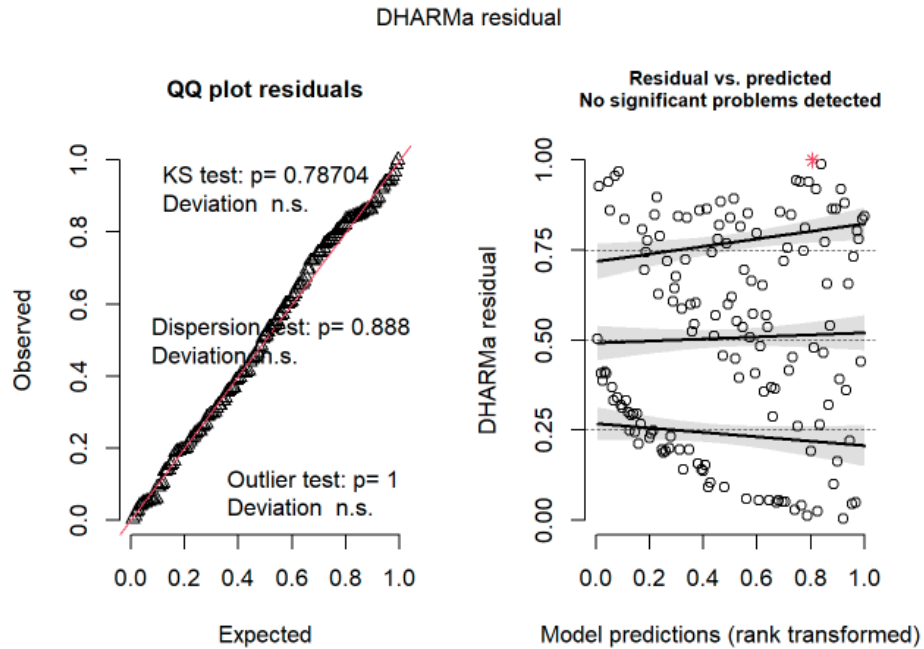 DHARMa residual
QQ plot residuals
KS test: p= 0.78704
Deviation n.s.
Dispersion test: p= 0.888
Deviation n.s.
Outlier test: p= 1
Deviation n.s.
Observed
0.0 0.2 0.4 0.6 0.8 1.0
0.0 0.2 0.4 0.6 0.8 1.0
Expected
Residual vs. predicted
No significant problems detected
DHARMa residual
0.00 0.25 0.50 0.75 1.00
0.0 0.2 0.4 0.6 0.8 1.0
Model predictions (rank transformed)